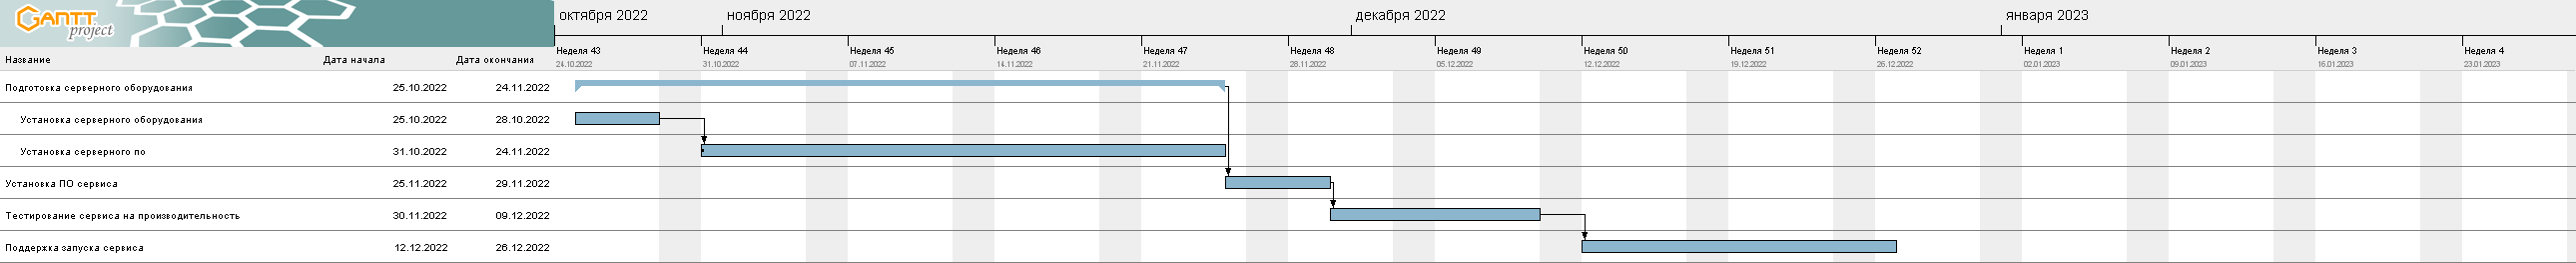 GANTT project
октября 2022 ноября 2022 декабря 2022 января 2023
Неделя 43 Неделя 44 Неделя 45 Неделя 46 Неделя 47 Неделя 48 Неделя 49 Неделя 50 Неделя 51 Неделя 52 Неделя 1 Неделя 2 Неделя 3 Неделя 4
Название Дата начала Дата окончания
24.10.2022 31.10.2022 07.11.2022 14.11.2022 21.11.2022 28.11.2022 05.12.2022 12.12.2022 19.12.2022 26.12.2022 02.01.2023 09.01.2023 16.01.2023 23.01.2023
Подготовка серверного оборудования 25.10.2022 24.11.2022
Установка серверного оборудования 25.10.2022 28.10.2022
Установка серверного по 31.10.2022 24.11.2022
Установка ПО сервиса 25.11.2022 29.11.2022
Тестирование сервиса на производительность 30.11.2022 09.12.2022
Поддержка запуска сервиса 12.12.2022 26.12.2022